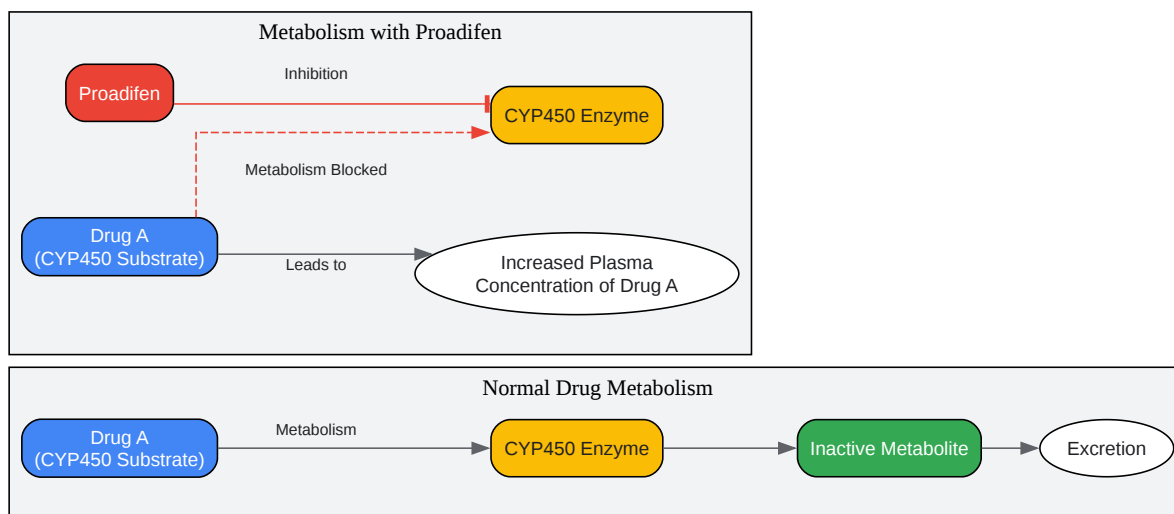 Metabolism with Proadifen
Proadifen
Inhibition
CYP450 Enzyme
Metabolism Blocked
Drug A
(CYP450 Substrate)
Leads to
Increased Plasma
Concentration of Drug A
Normal Drug Metabolism
Drug A
(CYP450 Substrate)
Metabolism
CYP450 Enzyme
Inactive Metabolite
Excretion